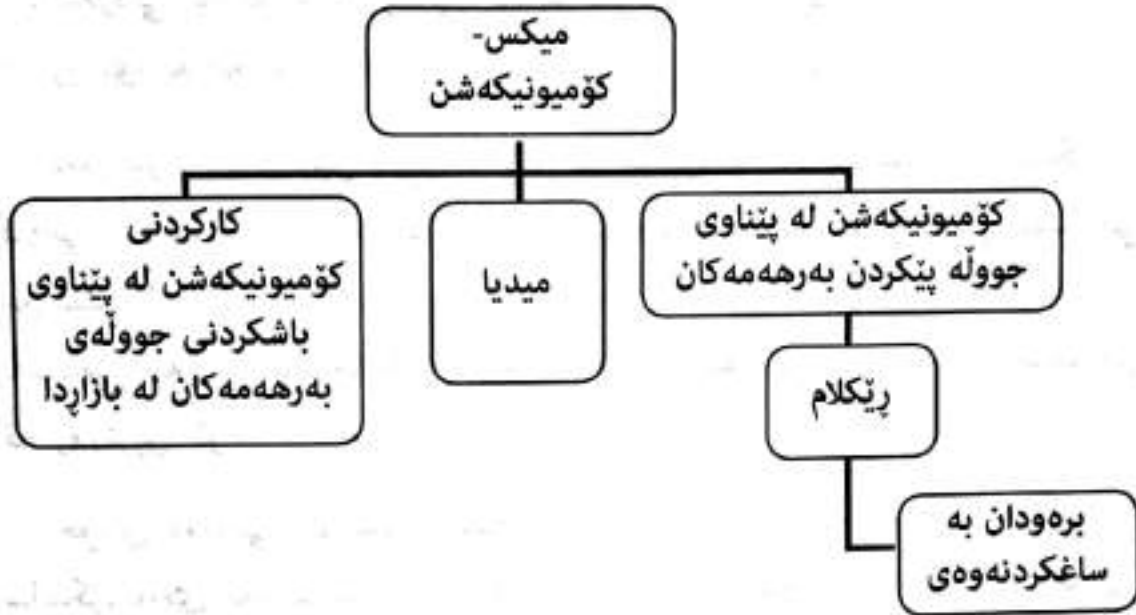 میکس-
کۆمیونیکەشن
کۆمیونیکەشن لە پێناوی
جووڵە پێکردن بەرهەمەکان
میدیا
کارکردنی
کۆمیونیکەشن لە پێناوی
باشکردنی جووڵەی
بەرهەمەکان لە بازاڕدا
ڕێکلام
برەودان بە
ساغکردنەوەی